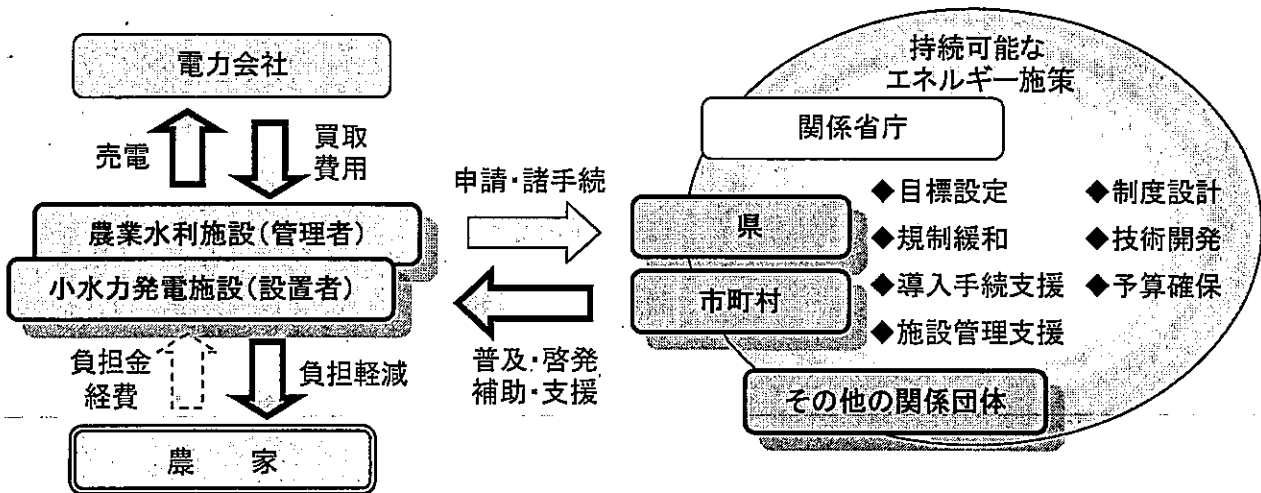 電力会社
売電
買取
費用
農業水利施設(管理者)
小水力発電施設(設置者)
負担金
経費
負担軽減
農 家
申請・諸手続
普及・啓発
補助・支援
持続可能な
エネルギー施策
関係省庁
県
市町村
◆目標設定
◆規制緩和
◆導入手続支援
◆施設管理支援
◆制度設計
◆技術開発
◆予算確保
その他の関係団体